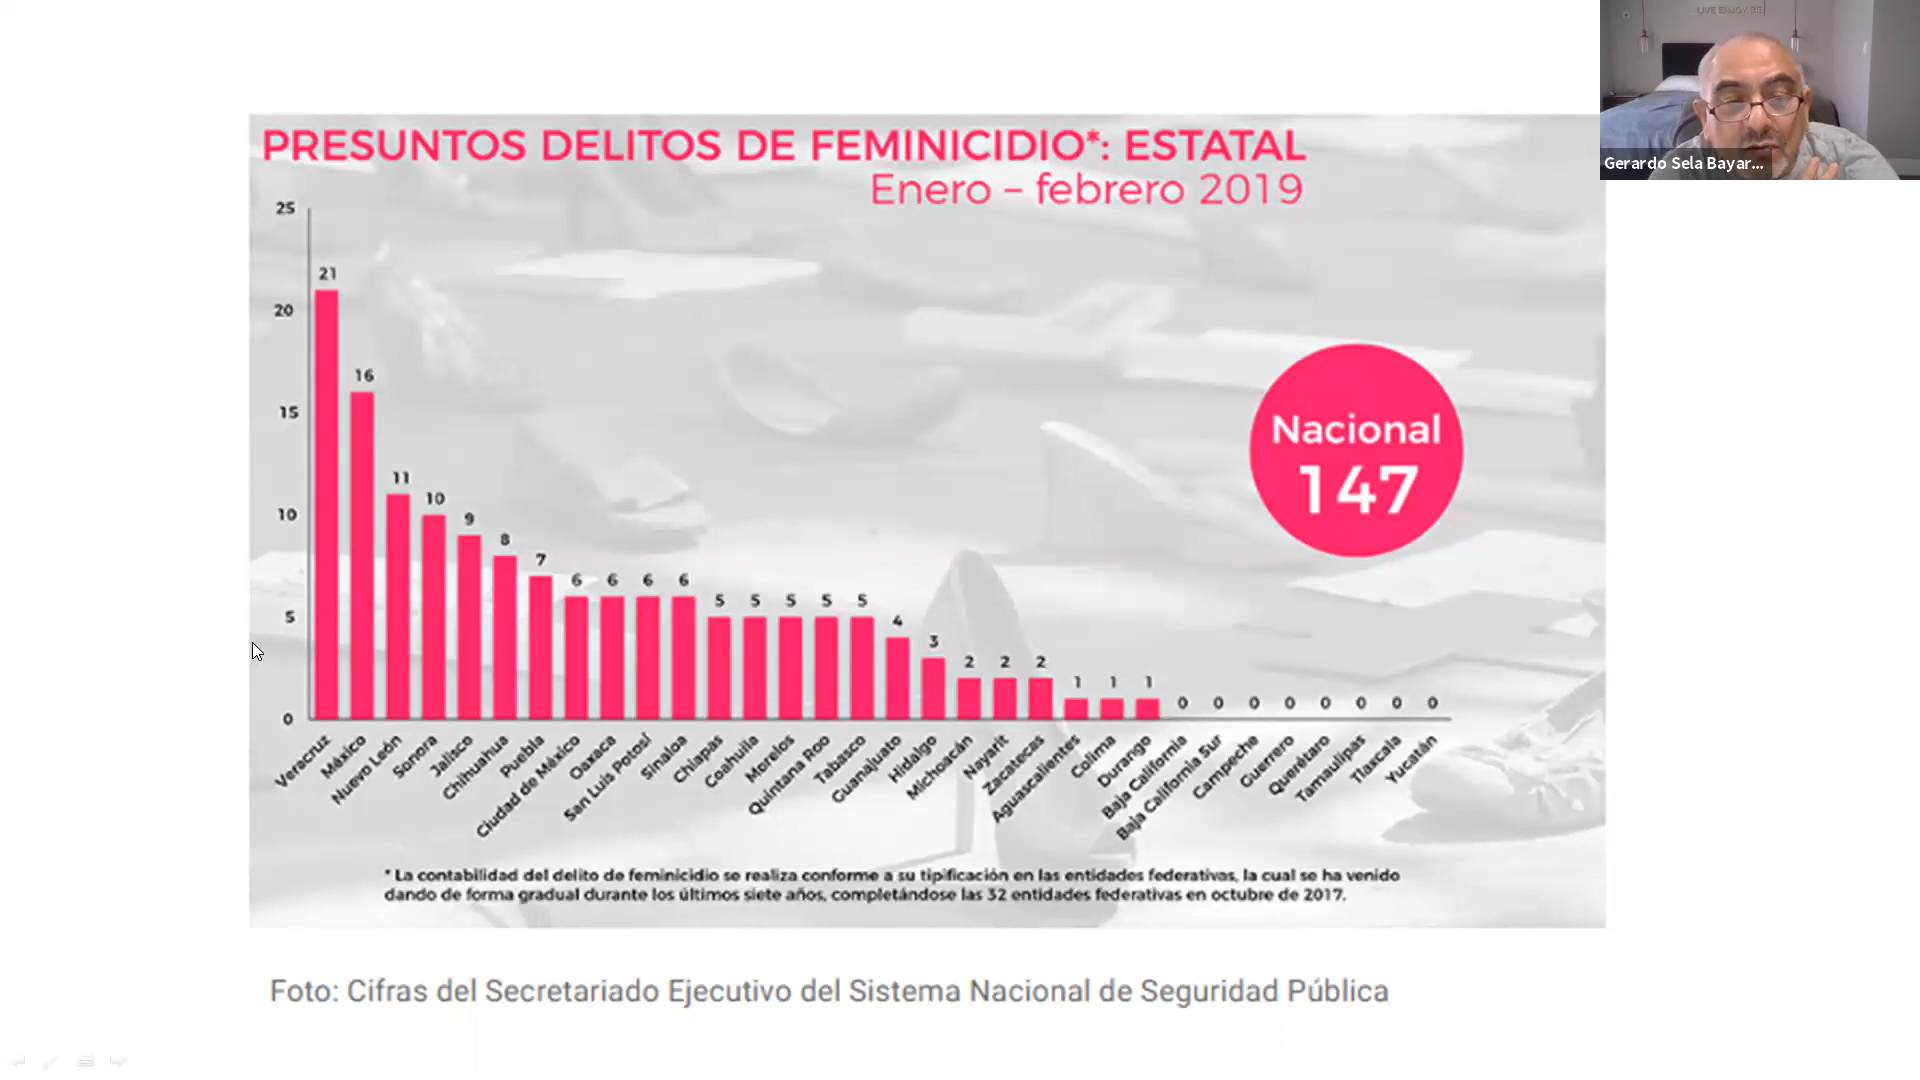 LIVE ENJOY BE
Gerardo Sela Bayar...
PRESUNTOS DELITOS DE FEMINICIDIO*: ESTATAL
Enero – febrero 2019
25
20
15
10
5
0
21
16
11
10
9
8
7
6
6
6
6
5
5
5
5
5
4
3
2
2
2
1
1
1
0
0
0
0
0
0
0
0
Nacional
147
Veracruz
México
Nuevo León
Sonora
Jalisco
Chihuahua
Puebla
Ciudad de México
Oaxaca
San Luis Potosí
Sinaloa
Chiapas
Coahuila
Morelos
Quintana Roo
Tabasco
Guanajuato
Hidalgo
Michoacán
Nayarit
Zacatecas
Aguascalientes
Colima
Durango
Baja California
Baja California Sur
Campeche
Guerrero
Querétaro
Tamaulipas
Tlaxcala
Yucatán
* La contabilidad del delito de feminicidio se realiza conforme a su tipificación en las entidades federativas, la cual se ha venido
dando de forma gradual durante los últimos siete años, completándose las 32 entidades federativas en octubre de 2017.
Foto: Cifras del Secretariado Ejecutivo del Sistema Nacional de Seguridad Pública